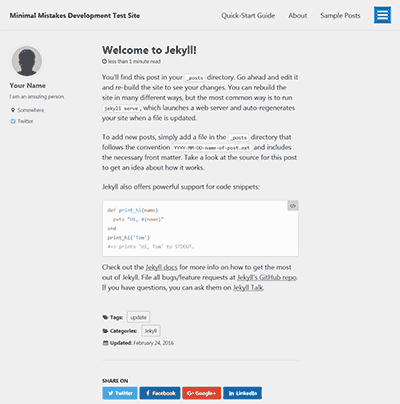 Minimal Mistakes Development Test Site
Quick-Start Guide About Sample Posts
Your Name
I am an amazing person.
Somewhere
Twitter
Welcome to Jekyll!
less than 1 minute read
You'll find this post in your _posts directory. Go ahead and edit it
and re-build the site to see your changes. You can rebuild the
site in many different ways, but the most common way is to run
jekyll serve, which launches a web server and auto-regenerates
your site when a file is updated.
To add new posts, simply add a file in the _posts directory that
follows the convention YYYY-MM-DD-name-of-post.ext and includes
the necessary front matter. Take a look at the source for this post
to get an idea about how it works.
Jekyll also offers powerful support for code snippets:
</>
def print_hi(name)
puts "Hi, #{name}"
end
print_hi('Tom')
#=> prints 'Hi, Tom' to STDOUT.
Check out the Jekyll docs for more info on how to get the most
out of Jekyll. File all bugs/feature requests at Jekyll's GitHub repo.
If you have questions, you can ask them on Jekyll Talk.
Tags: update
Categories: Jekyll
Updated: February 24, 2016
SHARE ON
Twitter Facebook Google+ LinkedIn